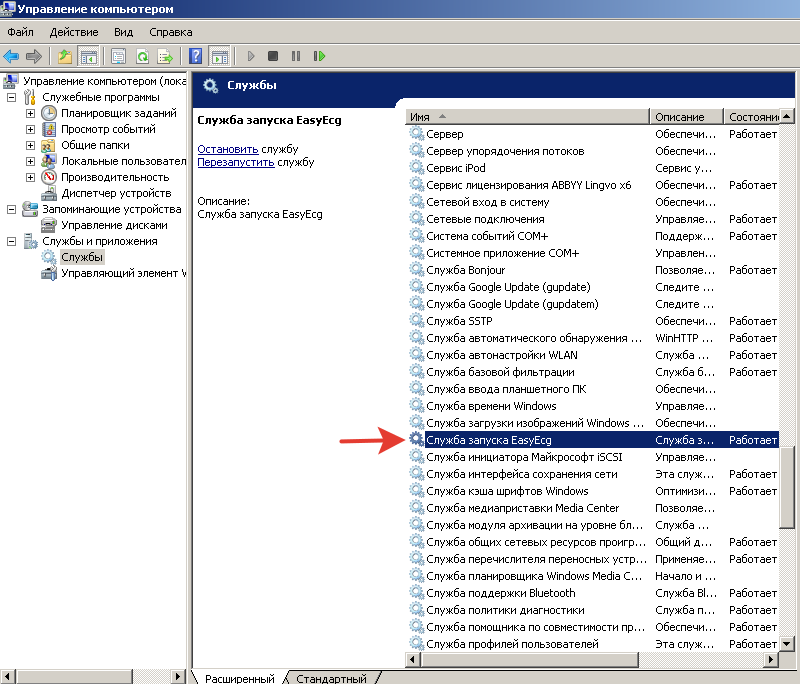 Управление компьютером
Файл Действие Вид Справка
Управление компьютером (лока
Служебные программы
Планировщик заданий
Просмотр событий
Общие папки
Локальные пользовател
Производительность
Диспетчер устройств
Запоминающие устройства
Управление дисками
Службы и приложения
Службы
Управляющий элемент W
Службы
Служба запуска EasyEcg
Остановить службу
Перезапустить службу
Описание:
Служба запуска EasyEcg
Имя Описание Состояни
Сервер Обеспечи... Работает
Сервер упорядочения потоков Обеспечи...
Сервис iPod Сервис у...
Сервис лицензирования ABBYY Lingvo x6 Обеспечи... Работает
Сетевой вход в систему Обеспечи...
Сетевые подключения Управляе... Работает
Система событий COM+ Поддерж... Работает
Системное приложение COM+ Управлен...
Служба Bonjour Позволяе... Работает
Служба Google Update (gupdate) Следите ...
Служба Google Update (gupdatem) Следите ...
Служба SSTP Обеспечи... Работает
Служба автоматического обнаружения ... WinHTTP ... Работает
Служба автонастройки WLAN Служба ... Работает
Служба базовой фильтрации Служба б... Работает
Служба ввода планшетного ПК Обеспечи...
Служба времени Windows Управляе...
Служба загрузки изображений Windows ... Обеспечи... Работает
Служба запуска EasyEcg Служба з... Работает
Служба инициатора Майкрософт iSCSI Управляе...
Служба интерфейса сохранения сети Эта служ... Работает
Служба кэша шрифтов Windows Оптимизи... Работает
Служба медиаприставки Media Center Позволяе...
Служба модуля архивации на уровне бл... Служба ...
Служба общих сетевых ресурсов проигр... Общий д... Работает
Служба перечислителя переносных устр... Применяе... Работает
Служба планировщика Windows Media C... Начало и ...
Служба поддержки Bluetooth Служба Bl... Работает
Служба политики диагностики Служба п... Работает
Служба помощника по совместимости пр... Обеспечи... Работает
Служба профилей пользователей Эта служ... Работает
Расширенный Стандартный